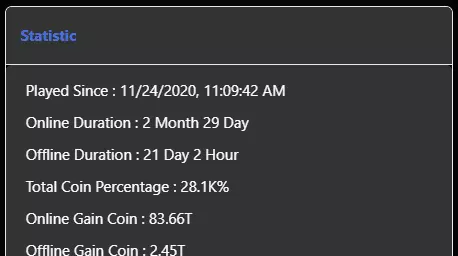 Statistic
Played Since : 11/24/2020, 11:09:42 AM
Online Duration : 2 Month 29 Day
Offline Duration : 21 Day 2 Hour
Total Coin Percentage : 28.1K%
Online Gain Coin : 83.66T
Offline Gain Coin : 2.45T